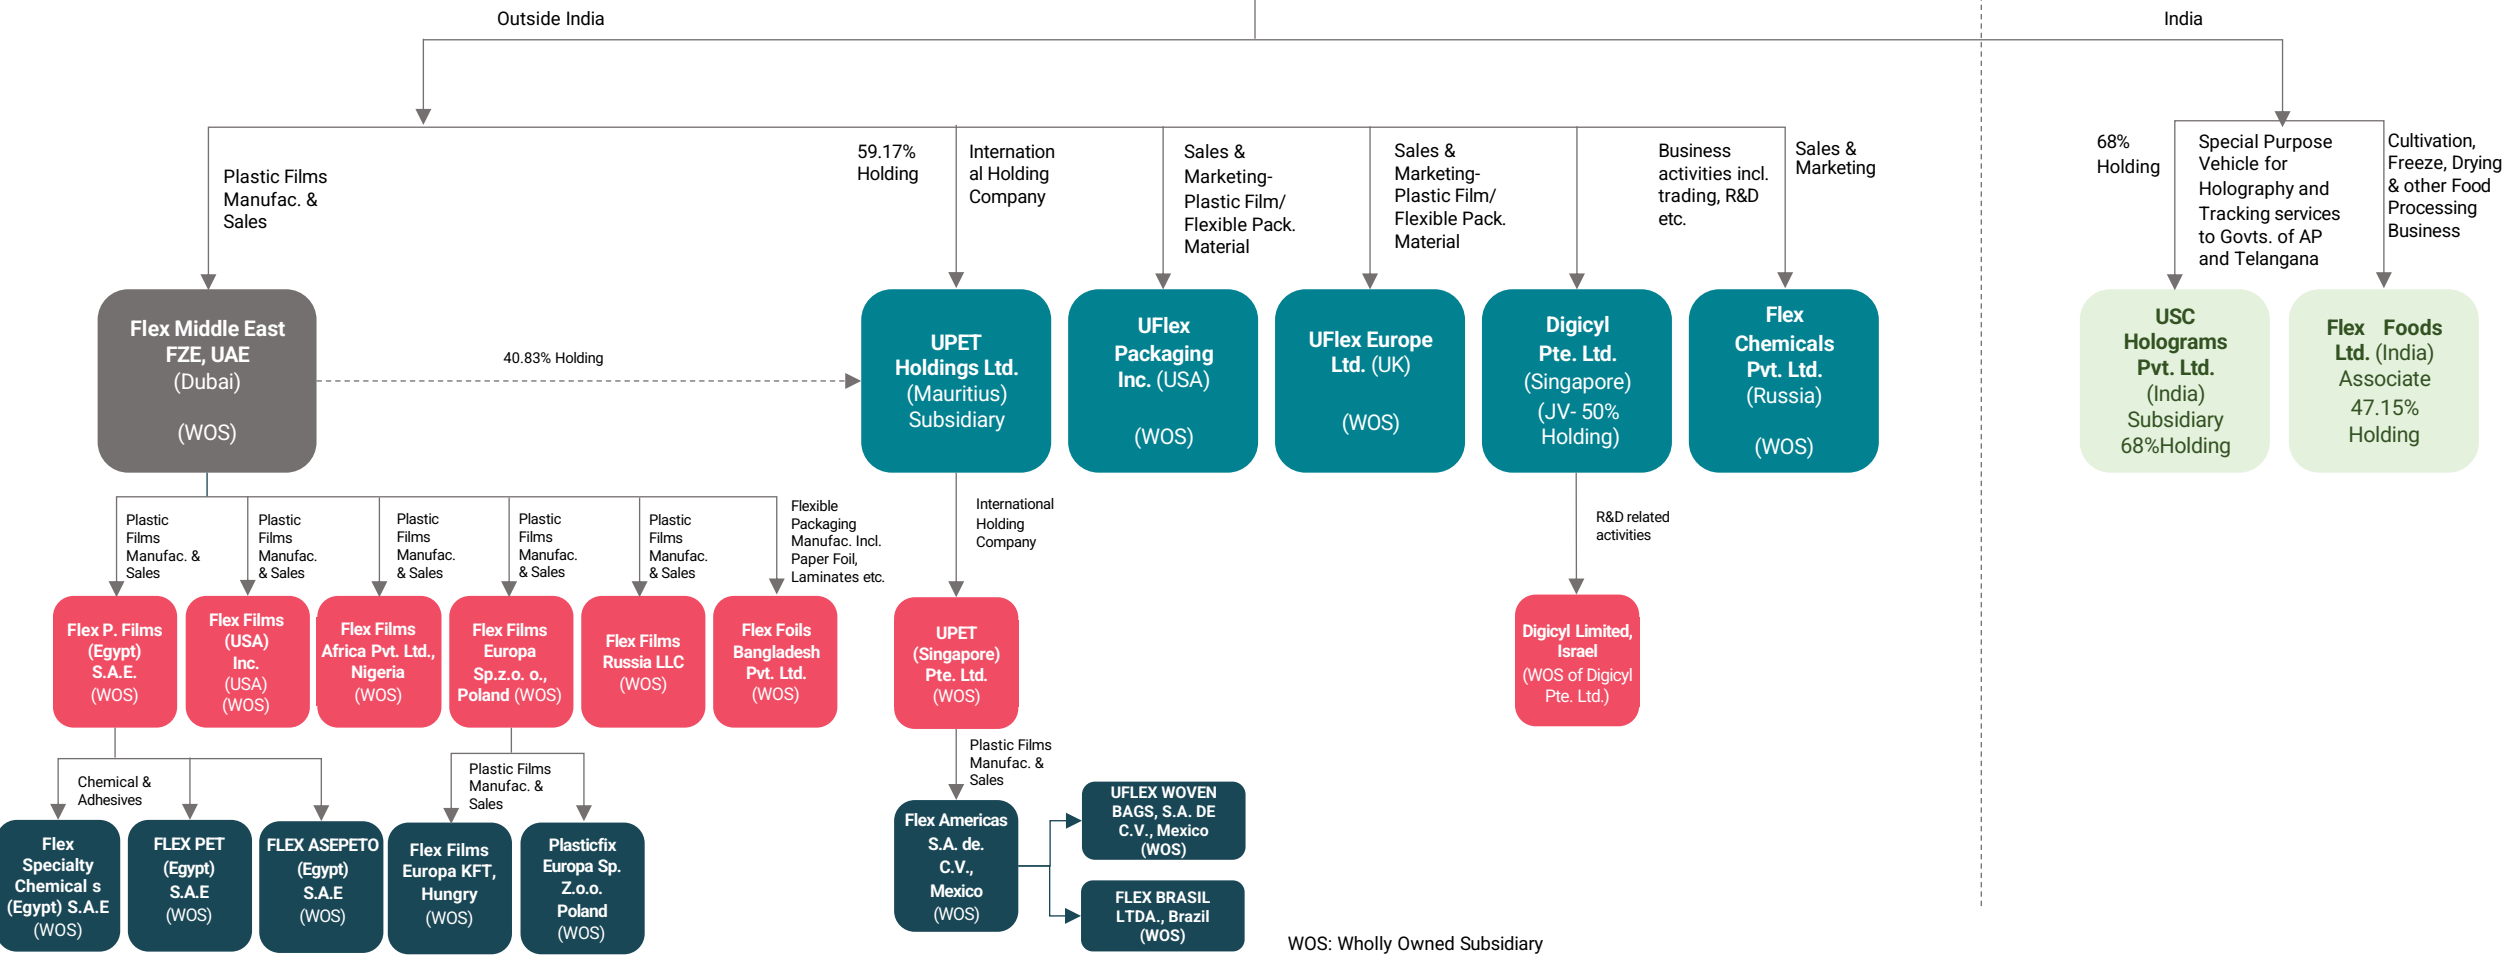 Outside India
India
Plastic Films
Manufac. &
Sales
59.17%
Holding
Internation
al Holding
Company
Sales &
Marketing-
Plastic Film/
Flexible Pack.
Material
Sales &
Marketing-
Plastic Film/
Flexible Pack.
Material
Business
activities incl.
trading, R&D
etc.
Sales &
Marketing
68%
Holding
Special Purpose
Vehicle for
Holography and
Tracking services
to Govts. of AP
and Telangana
Cultivation,
Freeze, Drying
& other Food
Processing
Business
Flex Middle East
FZE, UAE
(Dubai)
(WOS)
40.83% Holding
UPET
Holdings Ltd.
(Mauritius)
Subsidiary
UFlex
Packaging
Inc. (USA)
(WOS)
UFlex Europe
Ltd. (UK)
(WOS)
Digicyl
Pte. Ltd.
(Singapore)
(JV- 50%
Holding)
Flex
Chemicals
Pvt. Ltd.
(Russia)
(WOS)
USC
Holograms
Pvt. Ltd.
(India)
Subsidiary
68%Holding
Flex Foods
Ltd. (India)
Associate
47.15%
Holding
Plastic
Films
Manufac. &
Sales
Plastic
Films
Manufac.
& Sales
Plastic
Films
Manufac.
& Sales
Plastic
Films
Manufac.
& Sales
Plastic
Films
Manufac.
& Sales
Flexible
Packaging
Manufac. Incl.
Paper Foil,
Laminates etc.
International
Holding
Company
R&D related
activities
Flex P. Films
(Egypt)
S.A.E.
(WOS)
Flex Films
(USA)
Inc.
(USA)
(WOS)
Flex Films
Africa Pvt. Ltd.,
Nigeria
(WOS)
Flex Films
Europa
Sp.z.o. o.,
Poland (WOS)
Flex Films
Russia LLC
(WOS)
Flex Foils
Bangladesh
Pvt. Ltd.
(WOS)
UPET
(Singapore)
Pte. Ltd.
(WOS)
Digicyl Limited,
Israel
(WOS of Digicyl
Pte. Ltd.)
Chemical &
Adhesives
Plastic Films
Manufac. &
Sales
Plastic Films
Manufac. &
Sales
Flex
Specialty
Chemical s
(Egypt) S.A.E
(WOS)
FLEX PET
(Egypt)
S.A.E
(WOS)
FLEX ASEPETO
(Egypt)
S.A.E
(WOS)
Flex Films
Europa KFT,
Hungry
(WOS)
Plasticfix
Europa Sp.
Z.o.o.
Poland
(WOS)
Flex Americas
S.A. de.
C.V.,
Mexico
(WOS)
UFLEX WOVEN
BAGS, S.A. DE
C.V., Mexico
(WOS)
FLEX BRASIL
LTDA., Brazil
(WOS)
WOS: Wholly Owned Subsidiary